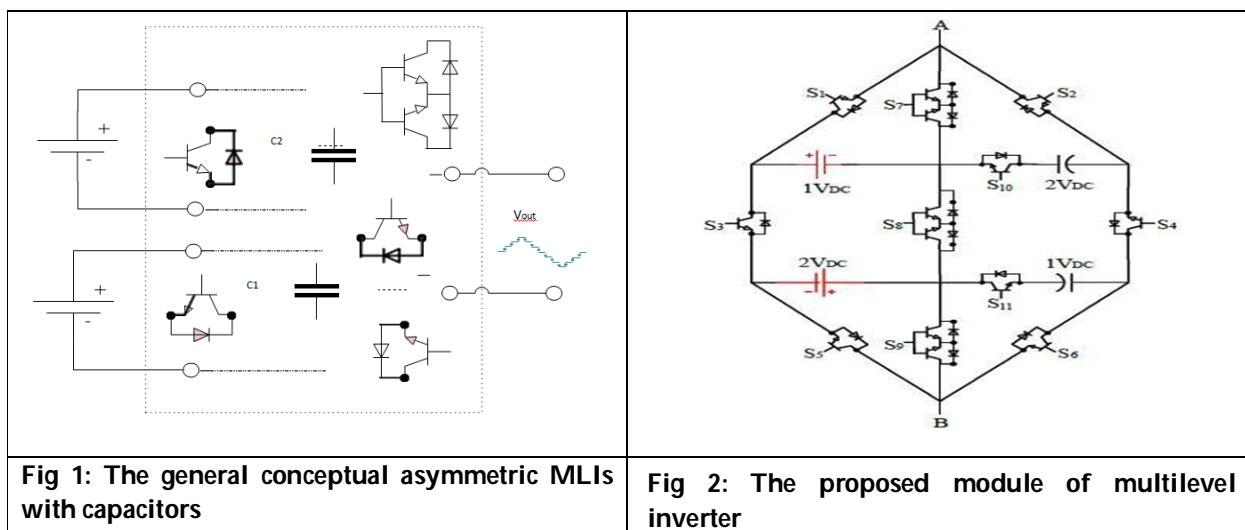 +
-
C2
Vout
+
-
C1
A
S1
S7
S2
+ -
1VDC
S10
2VDC
S3
S8
S4
2VDC
- +
1VDC
S11
S5
S9
S6
B
Fig 1: The general conceptual asymmetric MLIs
with capacitors
Fig 2: The proposed module of multilevel
inverter